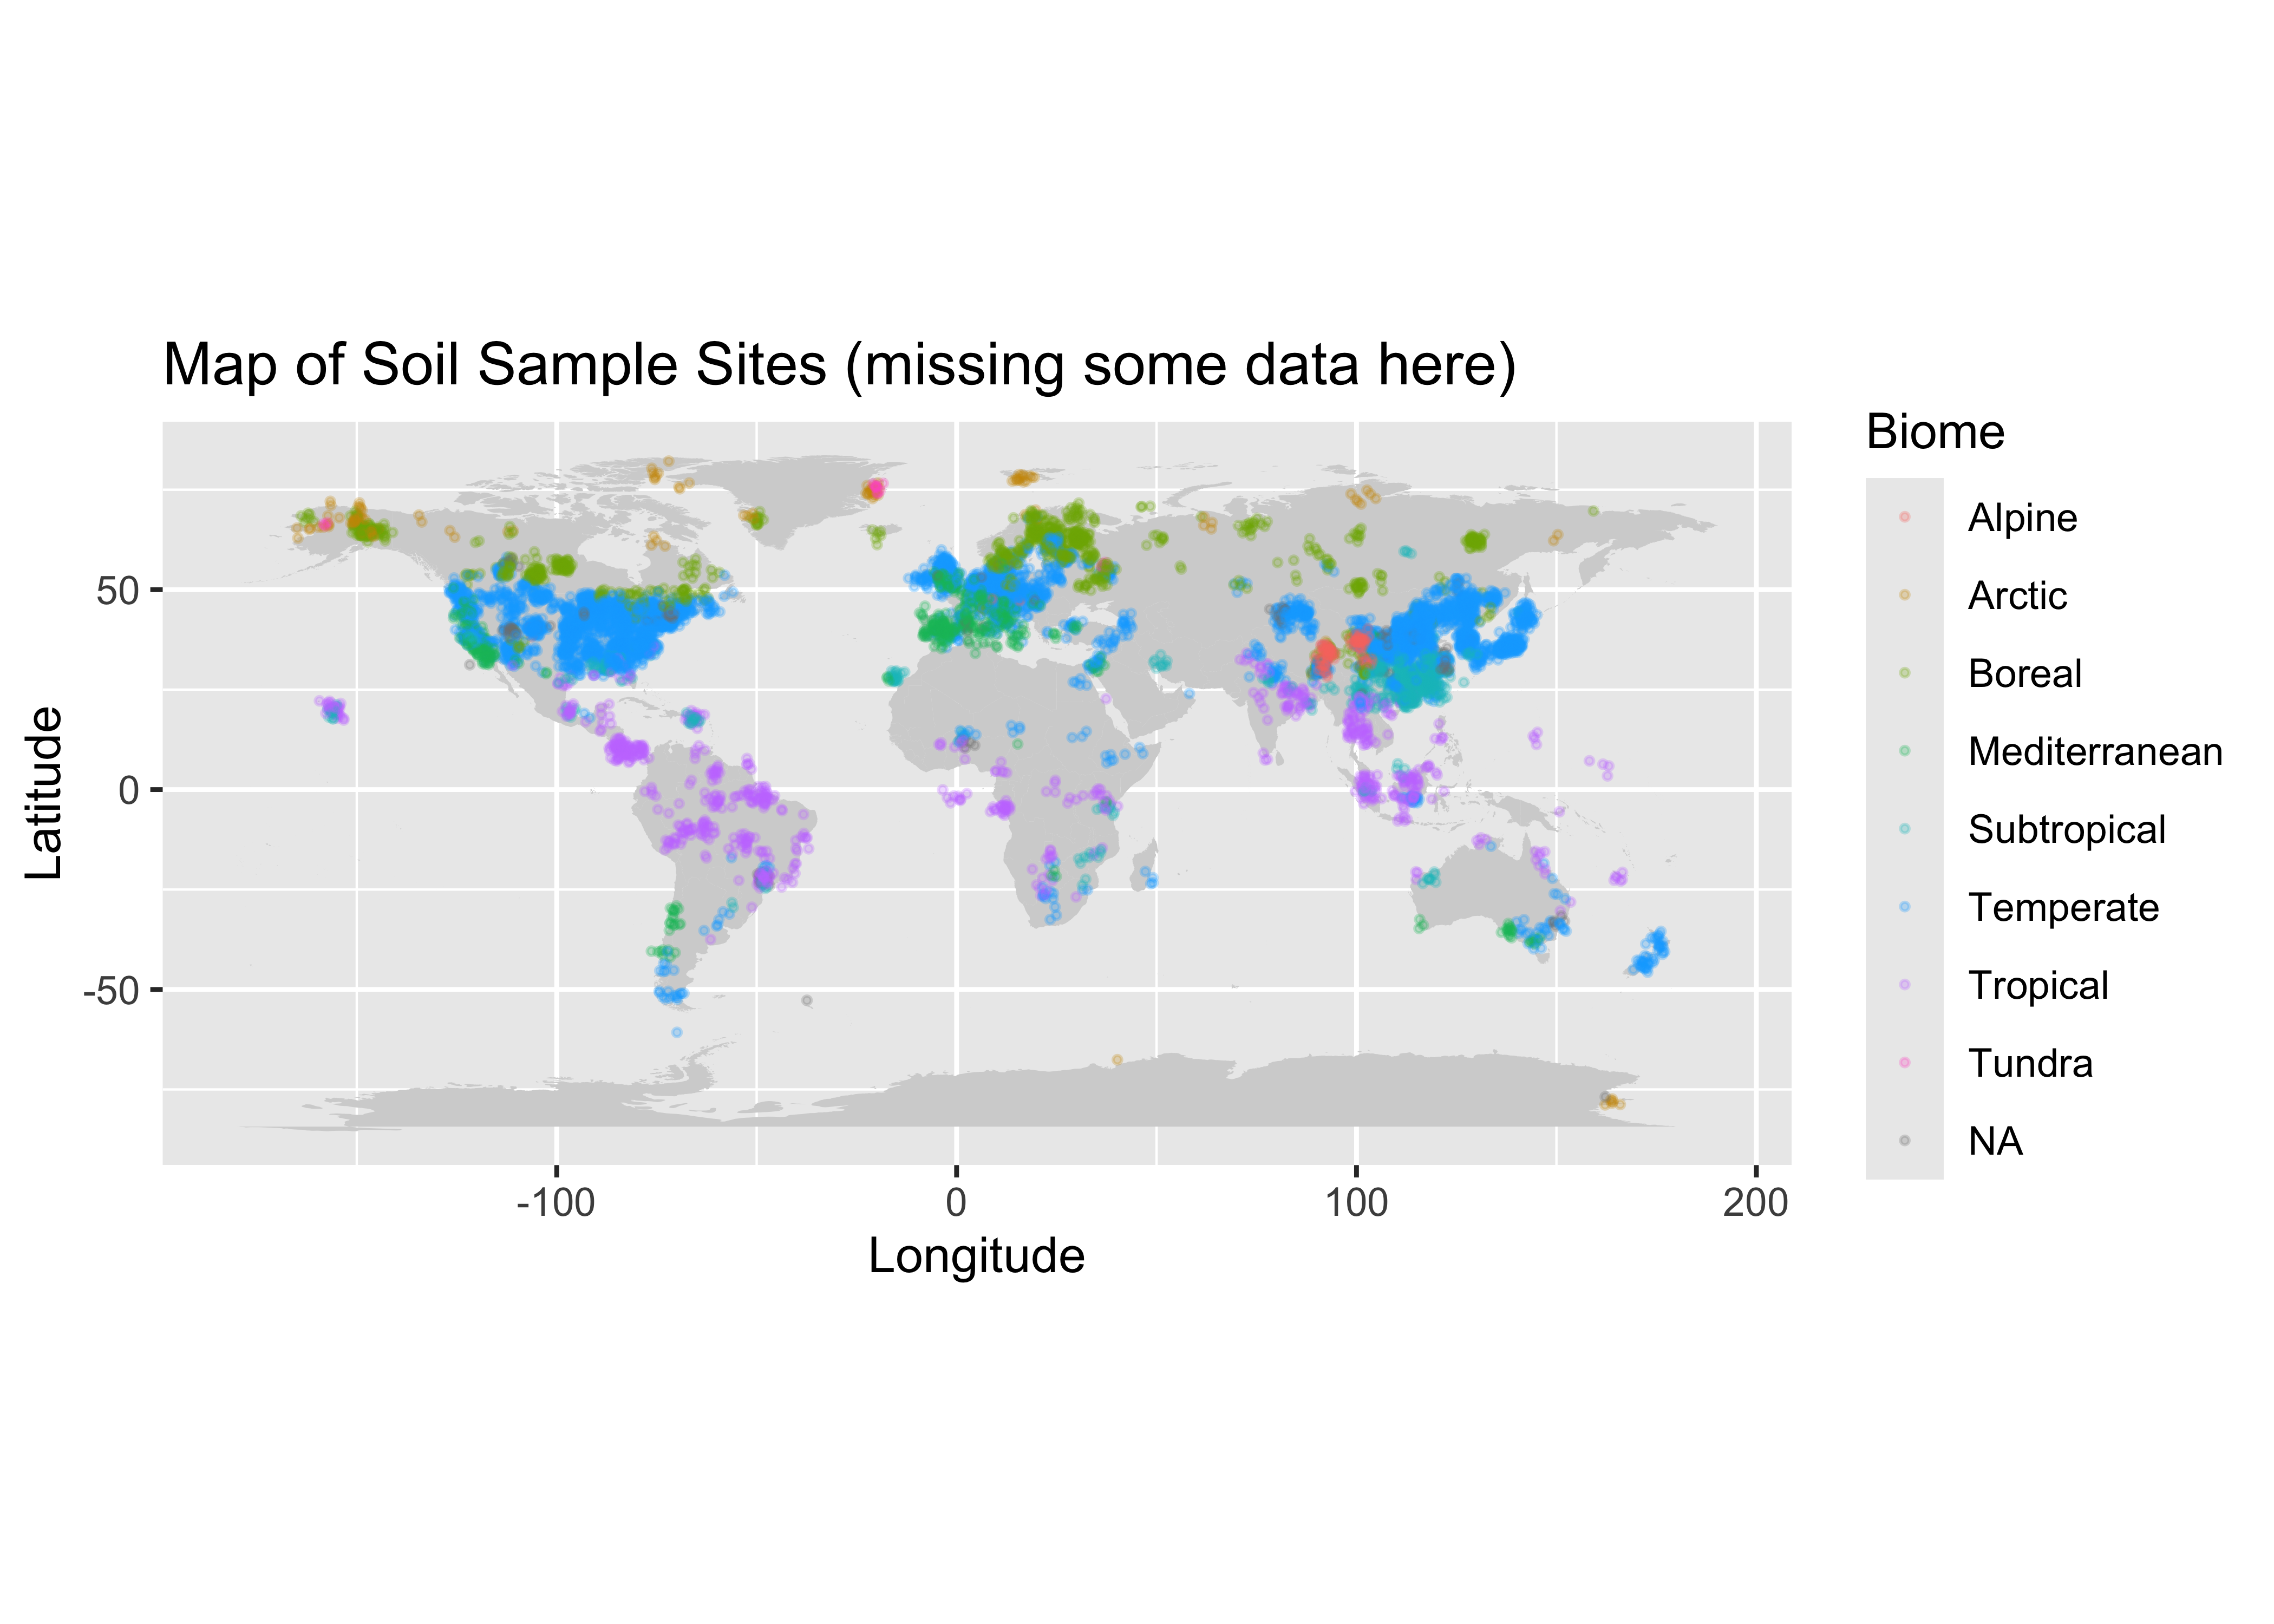 Map of Soil Sample Sites (missing some data here)
Biome
Alpine
Arctic
Boreal
Mediterranean
Subtropical
Temperate
Tropical
Tundra
NA
Latitude
50
0
-50
-100
0
100
200
Longitude